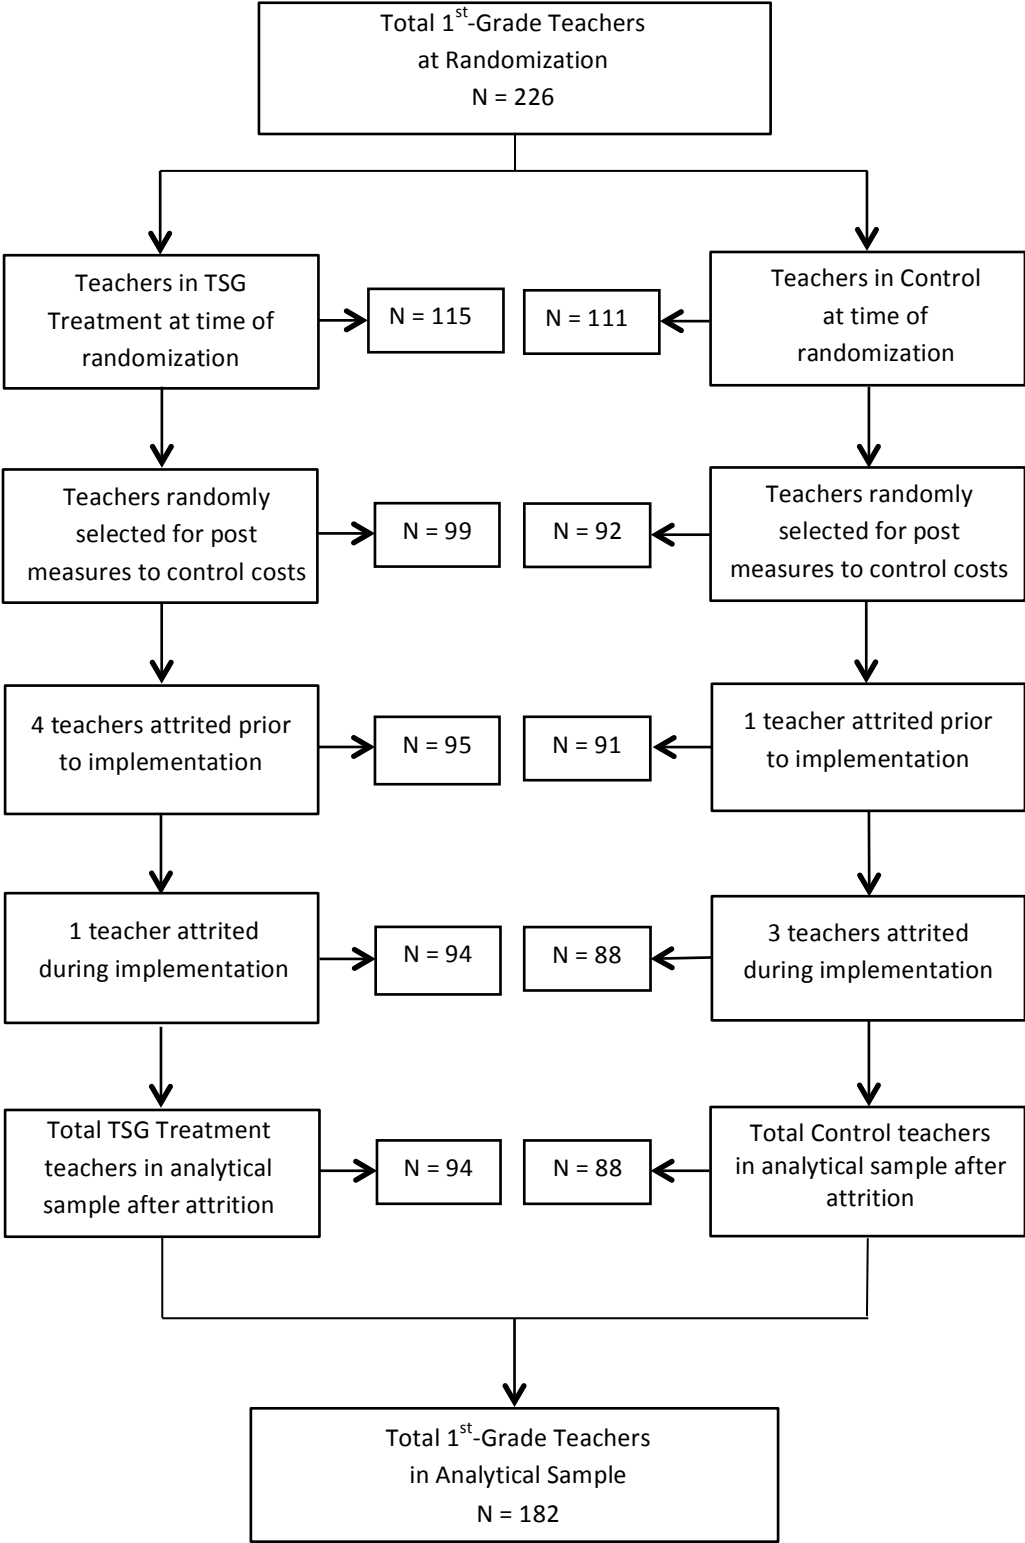 Total 1st-Grade Teachers
at Randomization
N = 226
Teachers in TSG
Treatment at time of
randomization
N = 115
N = 111
Teachers in Control
at time of
randomization
Teachers randomly
selected for post
measures to control costs
N = 99
N = 92
Teachers randomly
selected for post
measures to control costs
4 teachers attrited prior
to implementation
N = 95
N = 91
1 teacher attrited prior
to implementation
1 teacher attrited
during implementation
N = 94
N = 88
3 teachers attrited
during implementation
Total TSG Treatment
teachers in analytical
sample after attrition
N = 94
N = 88
Total Control teachers
in analytical sample after
attrition
Total 1st-Grade Teachers
in Analytical Sample
N = 182